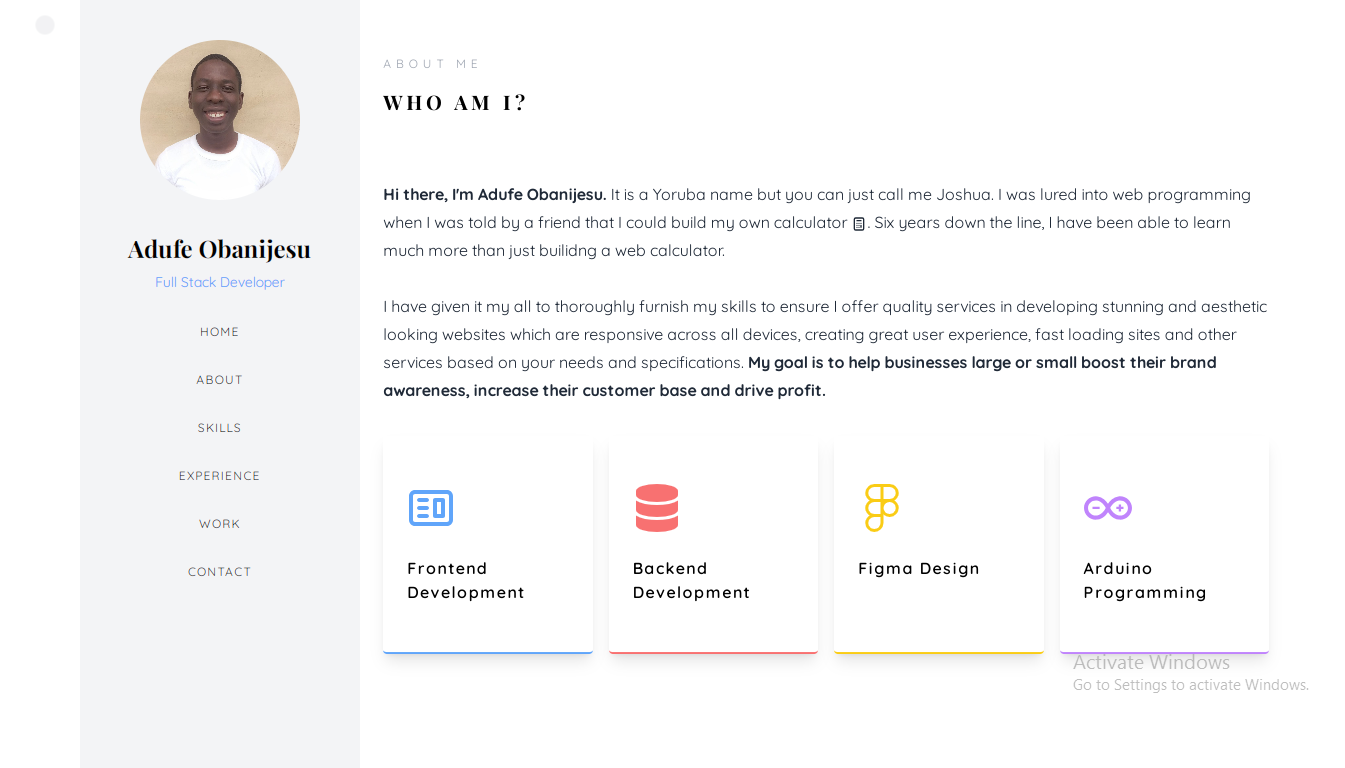 Adufe Obanijesu
Full Stack Developer
HOME
ABOUT
SKILLS
EXPERIENCE
WORK
CONTACT
ABOUT ME
WHO AM I?
Hi there, I'm Adufe Obanijesu. It is a Yoruba name but you can just call me Joshua. I was lured into web programming
when I was told by a friend that I could build my own calculator . Six years down the line, I have been able to learn
much more than just builidng a web calculator.
I have given it my all to thoroughly furnish my skills to ensure I offer quality services in developing stunning and aesthetic
looking websites which are responsive across all devices, creating great user experience, fast loading sites and other
services based on your needs and specifications. My goal is to help businesses large or small boost their brand
awareness, increase their customer base and drive profit.
Frontend
Development
Backend
Development
Figma Design
Arduino
Programming
Activate Windows
Go to Settings to activate Windows.